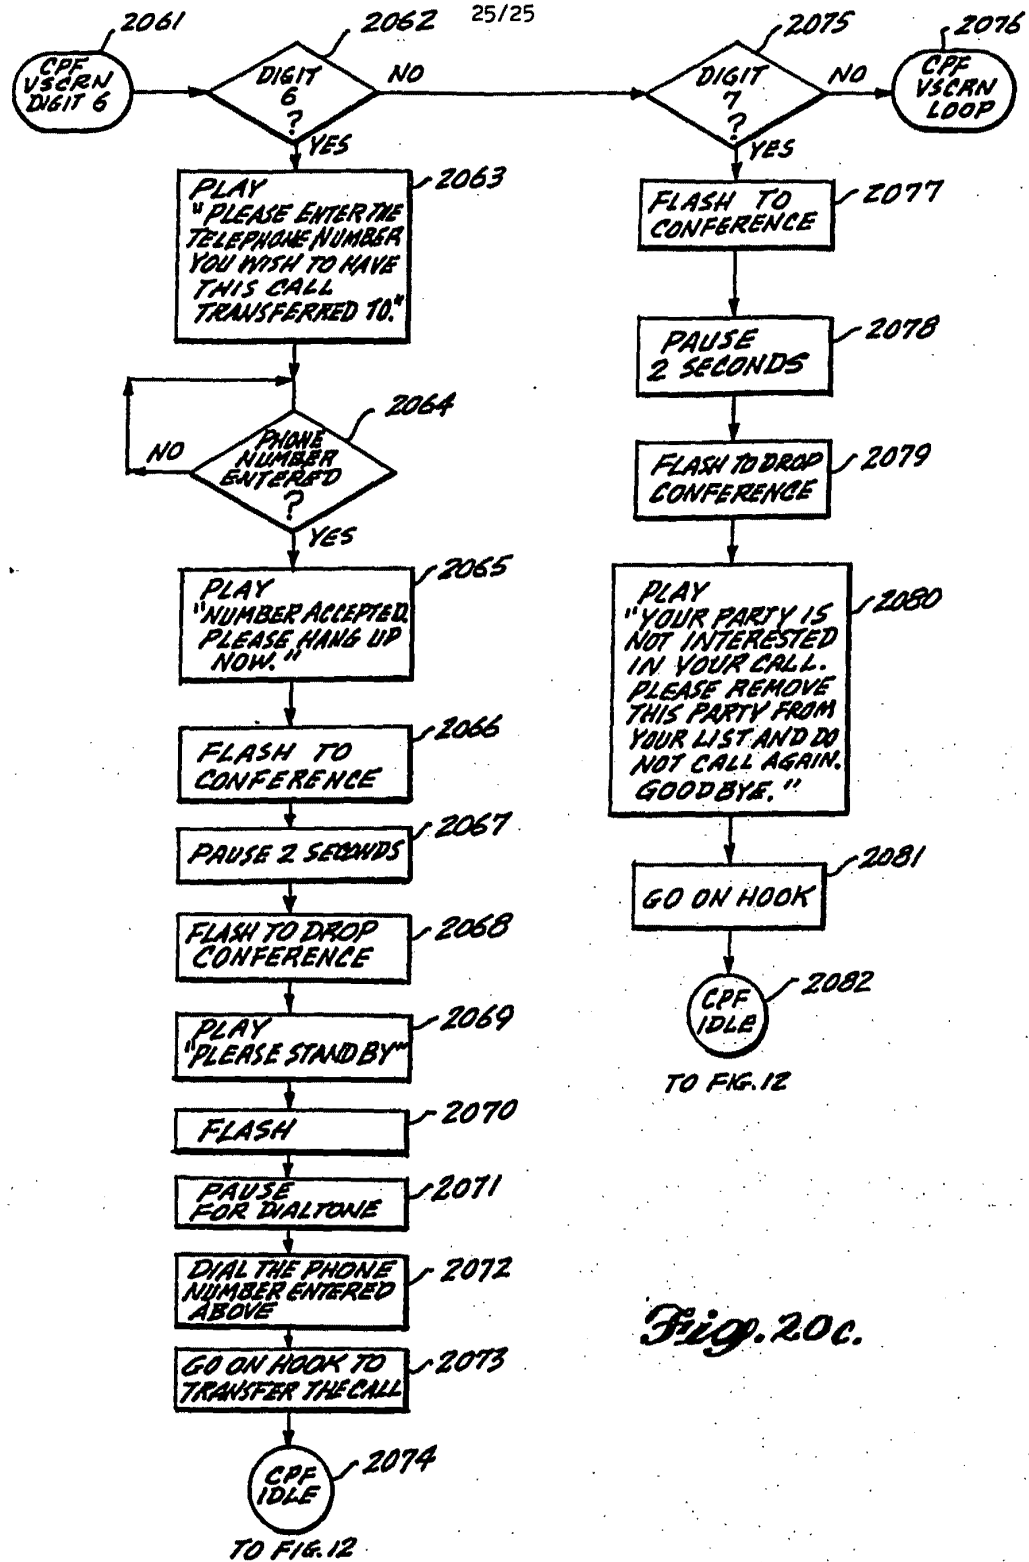 25/25
2061
CPF
VSCRN
DIGIT 6
2062
DIGIT
6
?
NO
YES
2063
PLAY
"PLEASE ENTER THE
TELEPHONE NUMBER
YOU WISH TO HAVE
THIS CALL
TRANSFERRED TO."
2064
PHONE
NUMBER
ENTERED
?
NO
YES
2065
PLAY
"NUMBER ACCEPTED.
PLEASE HANG UP
NOW."
2066
FLASH TO
CONFERENCE
2067
PAUSE 2 SECONDS
2068
FLASH TO DROP
CONFERENCE
2069
PLAY
"PLEASE STAND BY"
2070
FLASH
2071
PAUSE
FOR DIALTONE
2072
DIAL THE PHONE
NUMBER ENTERED
ABOVE
2073
GO ON HOOK TO
TRANSFER THE CALL
2074
CPF
IDLE
TO FIG.12
2075
DIGIT
7
?
NO
YES
2076
CPF
VSCRN
LOOP
2077
FLASH TO
CONFERENCE
2078
PAUSE
2 SECONDS
2079
FLASH TO DROP
CONFERENCE
2080
PLAY
"YOUR PARTY IS
NOT INTERESTED
IN YOUR CALL.
PLEASE REMOVE
THIS PARTY FROM
YOUR LIST AND DO
NOT CALL AGAIN.
GOODBYE."
2081
GO ON HOOK
2082
CPF
IDLE
TO FIG.12
Fig. 20c.